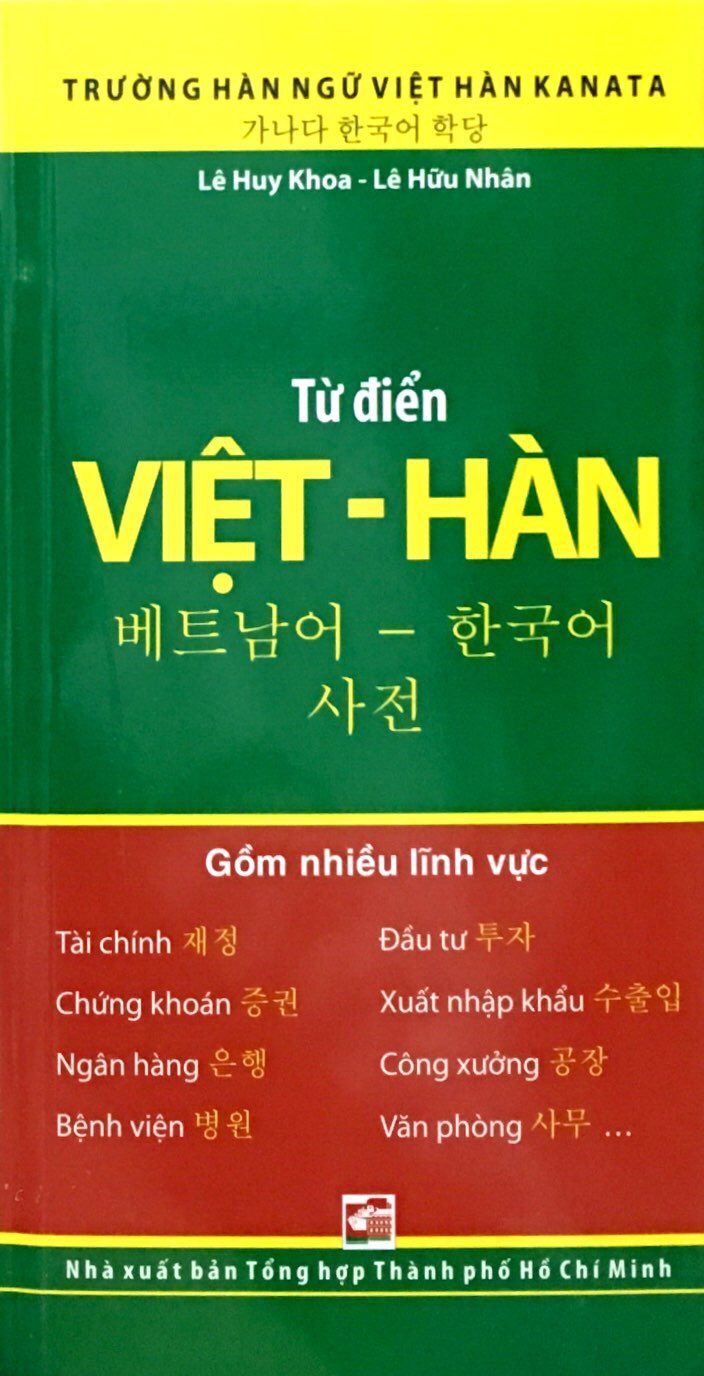 TRƯỜNG HÀN NGỮ VIỆT HÀN KANATA
가나다 한국어 학당
Lê Huy Khoa - Lê Hữu Nhân
Từ điển
VIỆT - HÀN
베트남어 – 한국어
사전
Gồm nhiều lĩnh vực
Tài chính 재정
Đầu tư 투자
Chứng khoán 증권
Xuất nhập khẩu 수출입
Ngân hàng 은행
Công xưởng 공장
Bệnh viện 병원
Văn phòng 사무 ...
Nhà xuất bản Tổng hợp Thành phố Hồ Chí Minh